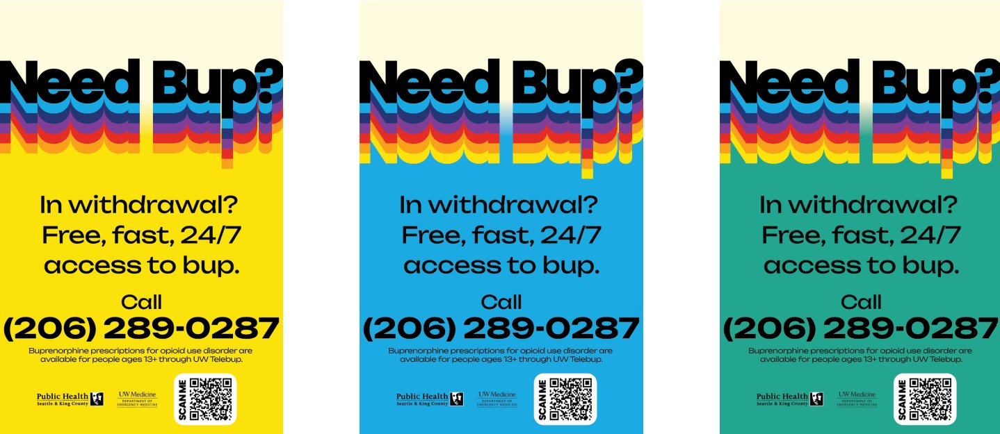 Need Bup?
In withdrawal?
Free, fast, 24/7
access to bup.
Call
(206) 289-0287
Buprenorphine prescriptions for opioid use disorder are
available for people ages 13+ through UW Telebup.
Public Health
Seattle & King County
UW Medicine
DEPARTMENT OF
EMERGENCY MEDICINE
SCAN ME
Need Bup?
In withdrawal?
Free, fast, 24/7
access to bup.
Call
(206) 289-0287
Buprenorphine prescriptions for opioid use disorder are
available for people ages 13+ through UW Telebup.
Public Health
Seattle & King County
UW Medicine
DEPARTMENT OF
EMERGENCY MEDICINE
SCAN ME
Need Bup?
In withdrawal?
Free, fast, 24/7
access to bup.
Call
(206) 289-0287
Buprenorphine prescriptions for opioid use disorder are
available for people ages 13+ through UW Telebup.
Public Health
Seattle & King County
UW Medicine
DEPARTMENT OF
EMERGENCY MEDICINE
SCAN ME